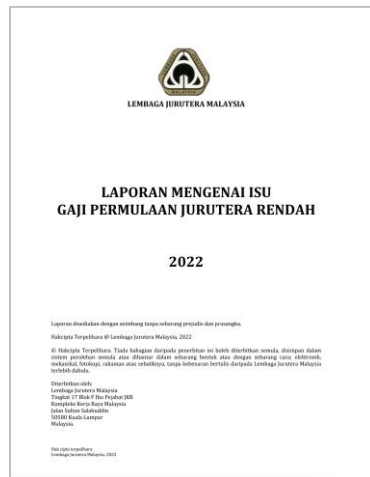 LEMBAGA JURUTERA MALAYSIA
LAPORAN MENGENAI ISU
GAJI PERMULAAN JURUTERA RENDAH
2022
Laporan disediakan dengan seimbang tanpa sebarang prejudis dan prasangka.
Hakcipta Terpelihara @ Lembaga Jurutera Malaysia, 2022
© Hakcipta Terpelihara. Tiada bahagian daripada penerbitan ini boleh diterbitkan semula, disimpan dalam
sistem perolehan semula atau dihantar dalam sebarang bentuk atau dengan sebarang cara; elektronik,
mekanikal, fotokopi, rakaman atau sebaliknya, tanpa kebenaran bertulis daripada Lembaga Jurutera Malaysia
terlebih dahulu.
Diterbitkan oleh:
Lembaga Jurutera Malaysia
Tingkat 17 Blok F Ibu Pejabat JKR
Kompleks Kerja Raya Malaysia
Jalan Sultan Salahuddin
50580 Kuala Lumpur
Malaysia.
Hak cipta terpelihara
Lembaga Jurutera Malaysia, 2022